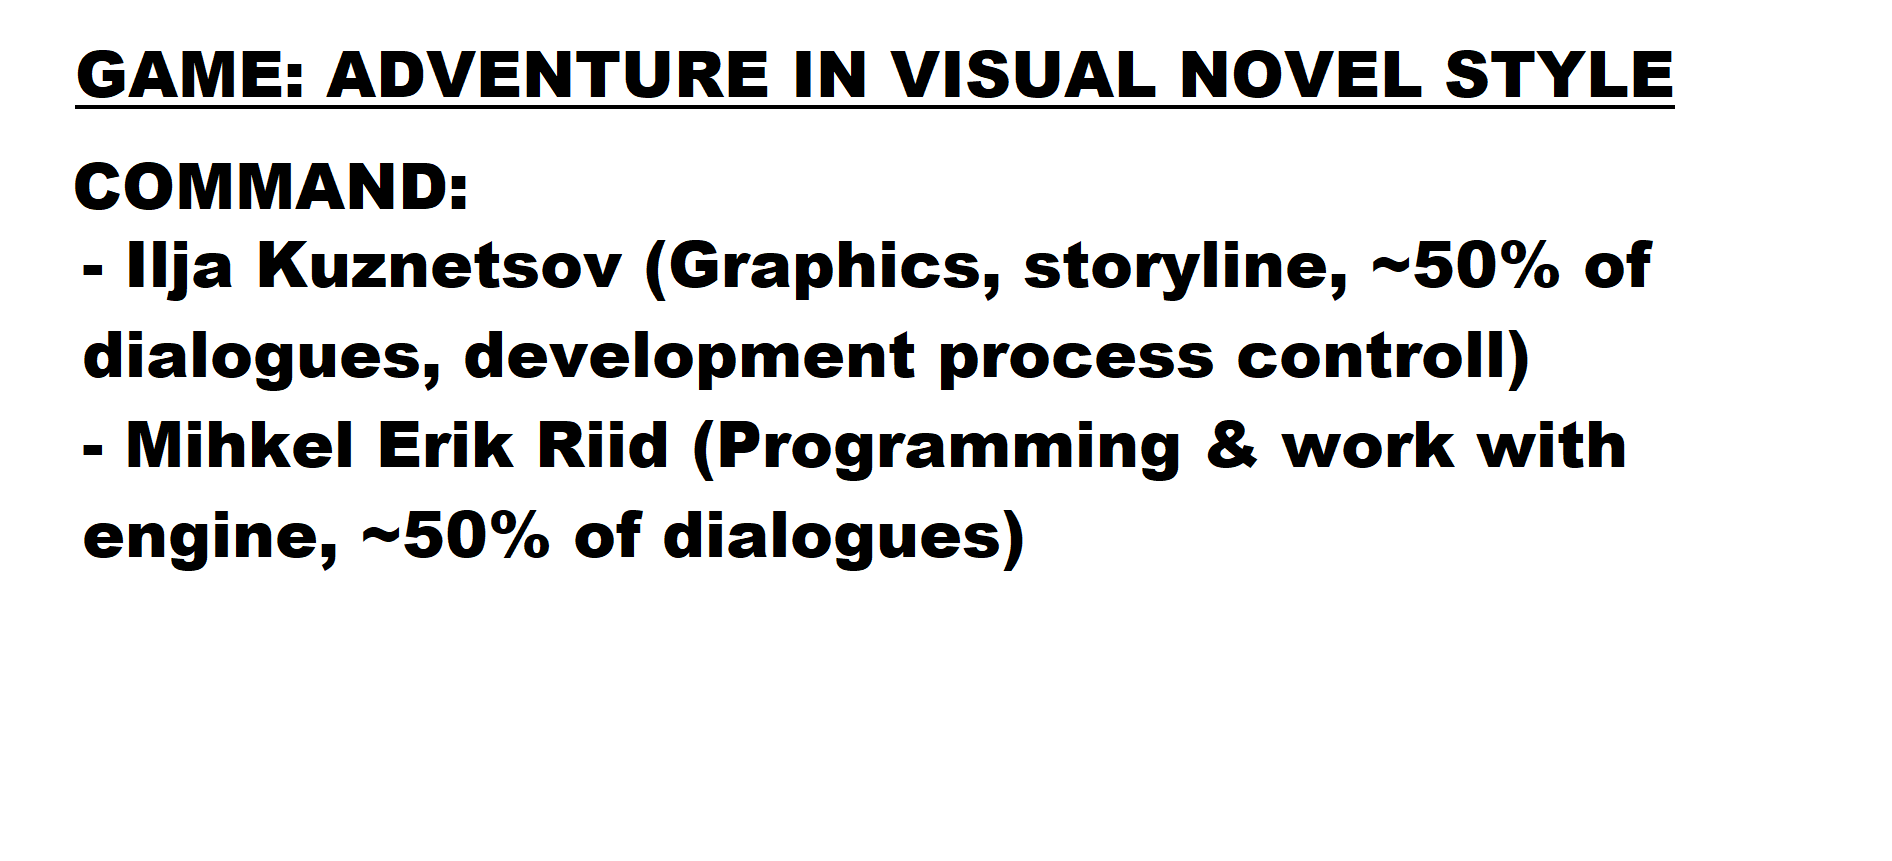 GAME: ADVENTURE IN VISUAL NOVEL STYLE
COMMAND:
- Ilja Kuznetsov (Graphics, storyline, ~50% of
dialogues, development process controll)
- Mihkel Erik Riid (Programming & work with
engine, ~50% of dialogues)